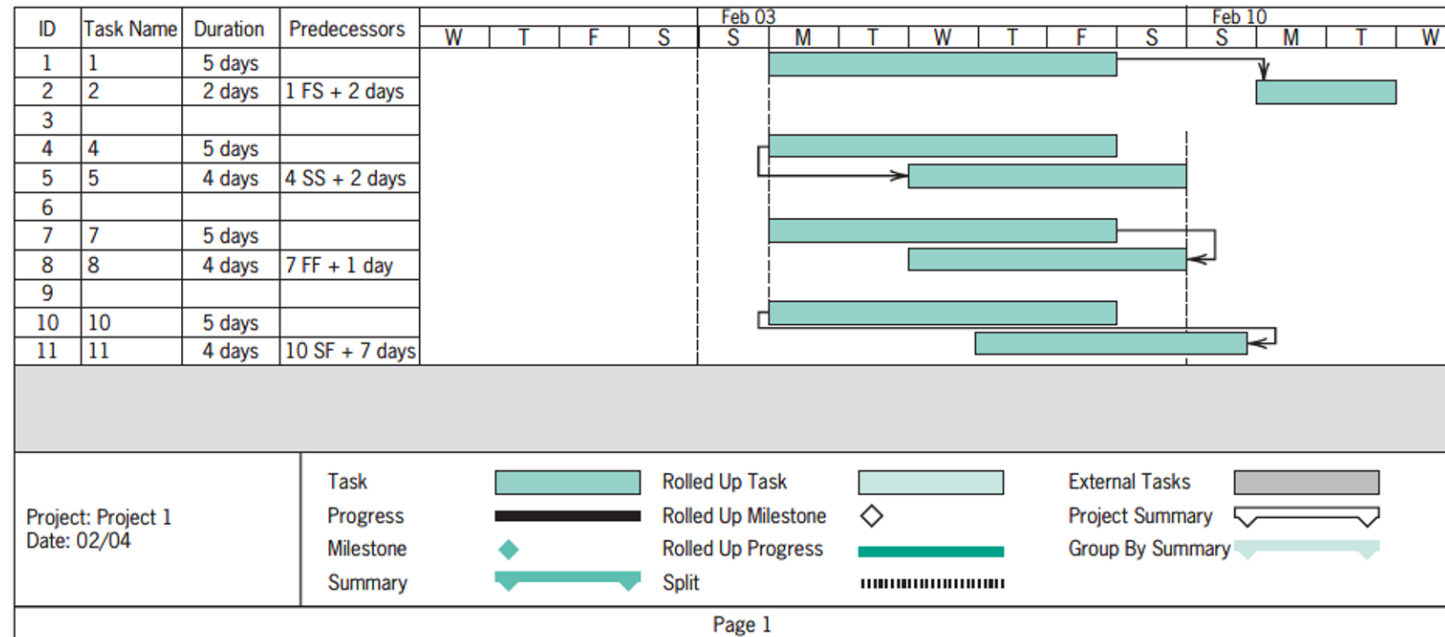 ID Task Name Duration Predecessors Feb 03 Feb 10
W T F S S M T W T F S S M T W
1 1 5 days
2 2 2 days 1 FS + 2 days
3
4 4 5 days
5 5 4 days 4 SS + 2 days
6
7 7 5 days
8 8 4 days 7 FF + 1 day
9
10 10 5 days
11 11 4 days 10 SF + 7 days
Task Rolled Up Task External Tasks
Project: Project 1 Progress Rolled Up Milestone Project Summary
Date: 02/04 Milestone Rolled Up Progress Group By Summary
Summary Split
Page 1